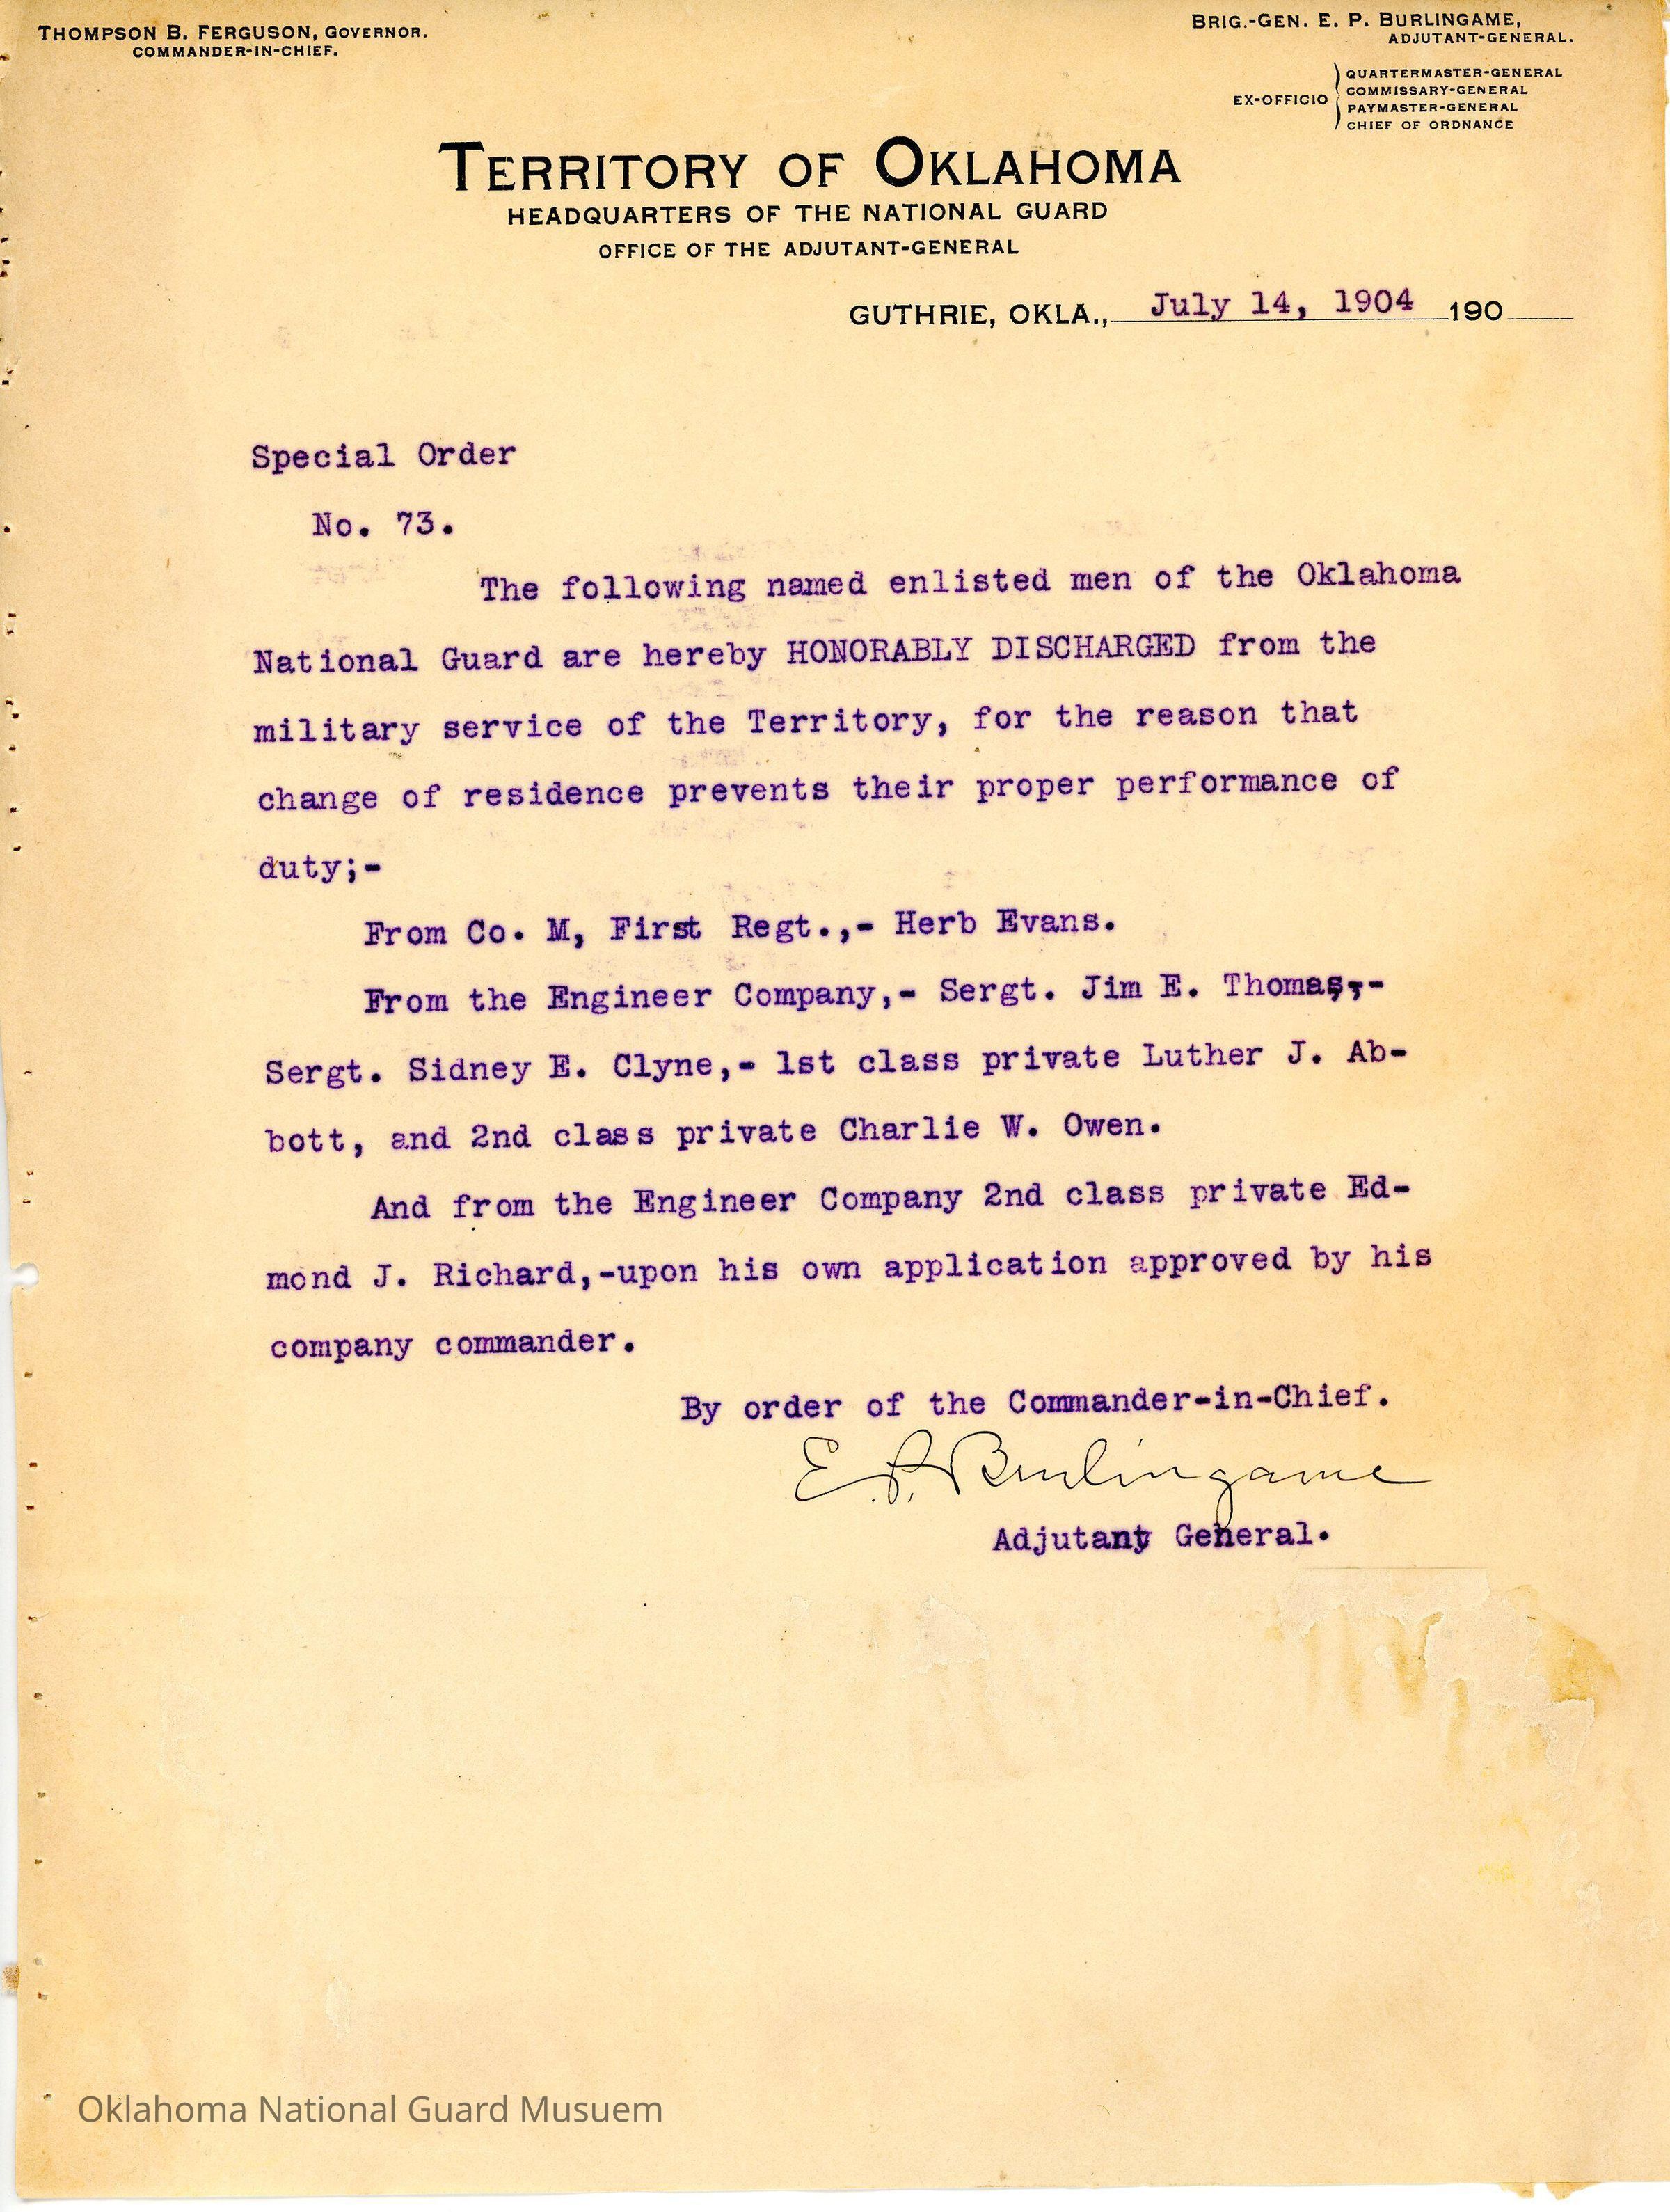 THOMPSON B. FERGUSON, GOVERNOR.
COMMANDER-IN-CHIEF.
BRIG.-GEN. E. P. BURLINGAME,
ADJUTANT-GENERAL.
EX-OFFICIO
QUARTERMASTER-GENERAL
COMMISSARY-GENERAL
PAYMASTER-GENERAL
CHIEF OF ORDNANCE
TERRITORY OF OKLAHOMA
HEADQUARTERS OF THE NATIONAL GUARD
OFFICE OF THE ADJUTANT-GENERAL
GUTHRIE, OKLA., July 14, 1904 190
Special Order
No. 73.
The following named enlisted men of the Oklahoma
National Guard are hereby HONORABLY DISCHARGED from the
military service of the Territory, for the reason that
change of residence prevents their proper performance of
duty;-
From Co. M, First Regt.,- Herb Evans.
From the Engineer Company,- Sergt. Jim E. Thomas,-
Sergt. Sidney E. Clyne,- 1st class private Luther J. Ab-
bott, and 2nd class private Charlie W. Owen.
And from the Engineer Company 2nd class private Ed-
mond J. Richard,-upon his own application approved by his
company commander.
By order of the Commander-in-Chief.
E. P. Burlingame
Adjutant General.
Oklahoma National Guard Musuem